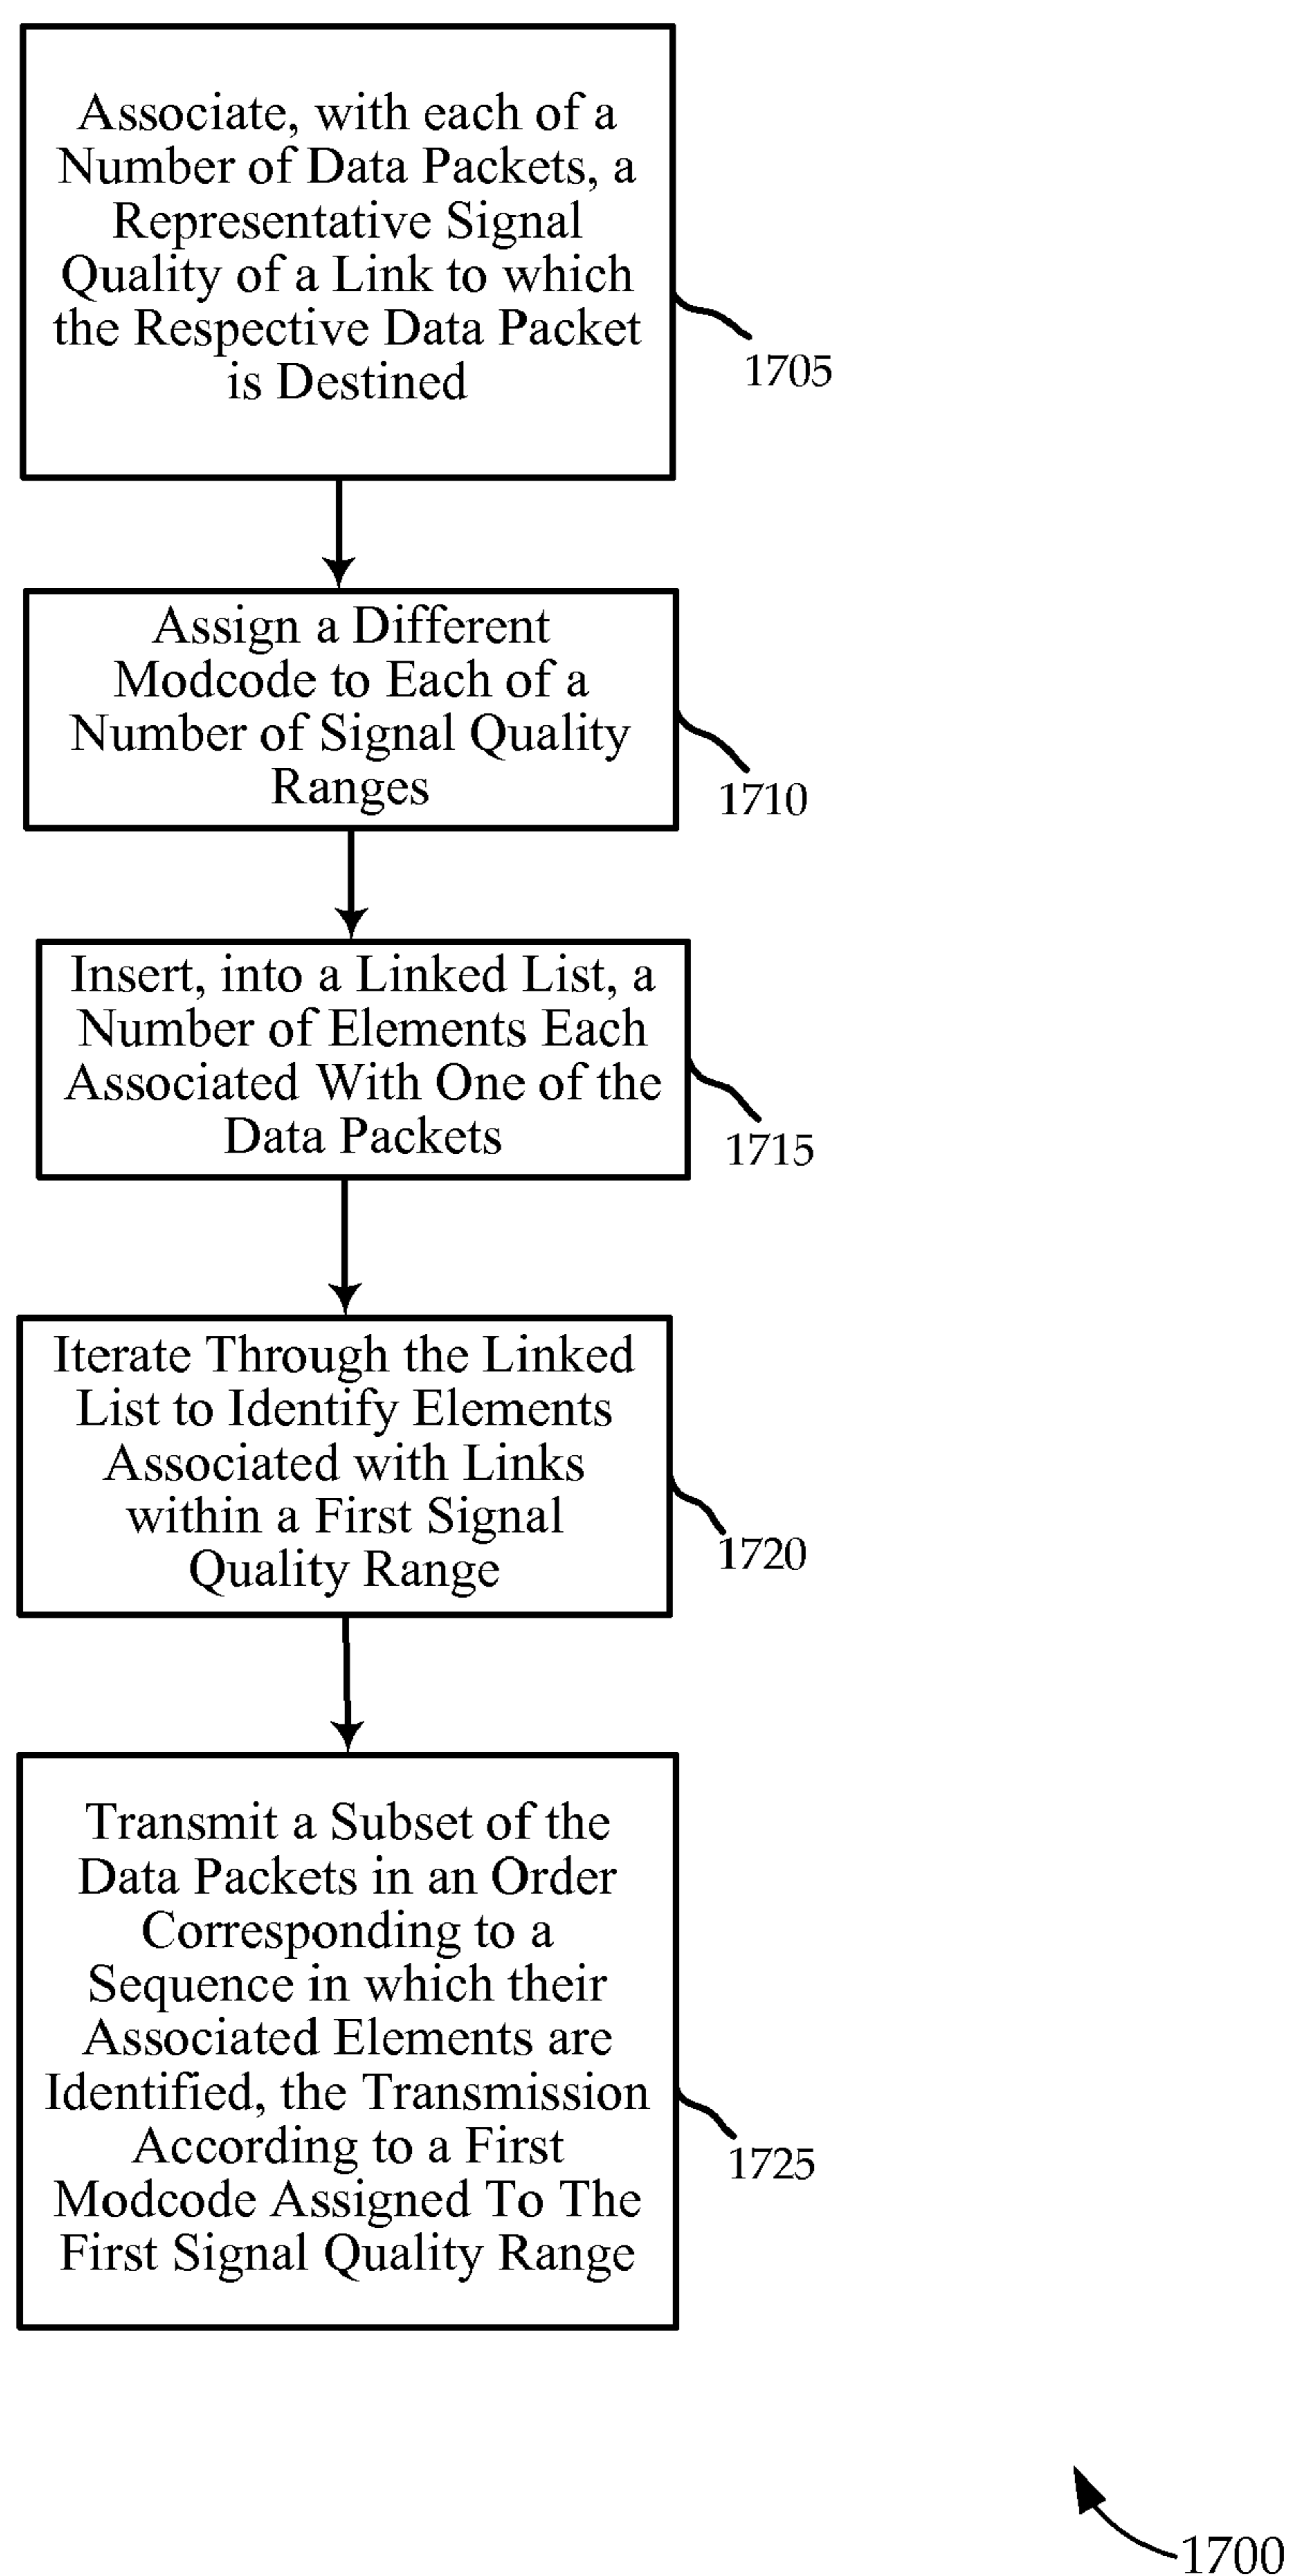 Associate, with each of a
Number of Data Packets, a
Representative Signal
Quality of a Link to which
the Respective Data Packet
is Destined
1705
Assign a Different
Modcode to Each of a
Number of Signal Quality
Ranges
1710
Insert, into a Linked List, a
Number of Elements Each
Associated With One of the
Data Packets
1715
Iterate Through the Linked
List to Identify Elements
Associated with Links
within a First Signal
Quality Range
1720
Transmit a Subset of the
Data Packets in an Order
Corresponding to a
Sequence in which their
Associated Elements are
Identified, the Transmission
According to a First
Modcode Assigned To The
First Signal Quality Range
1725
1700